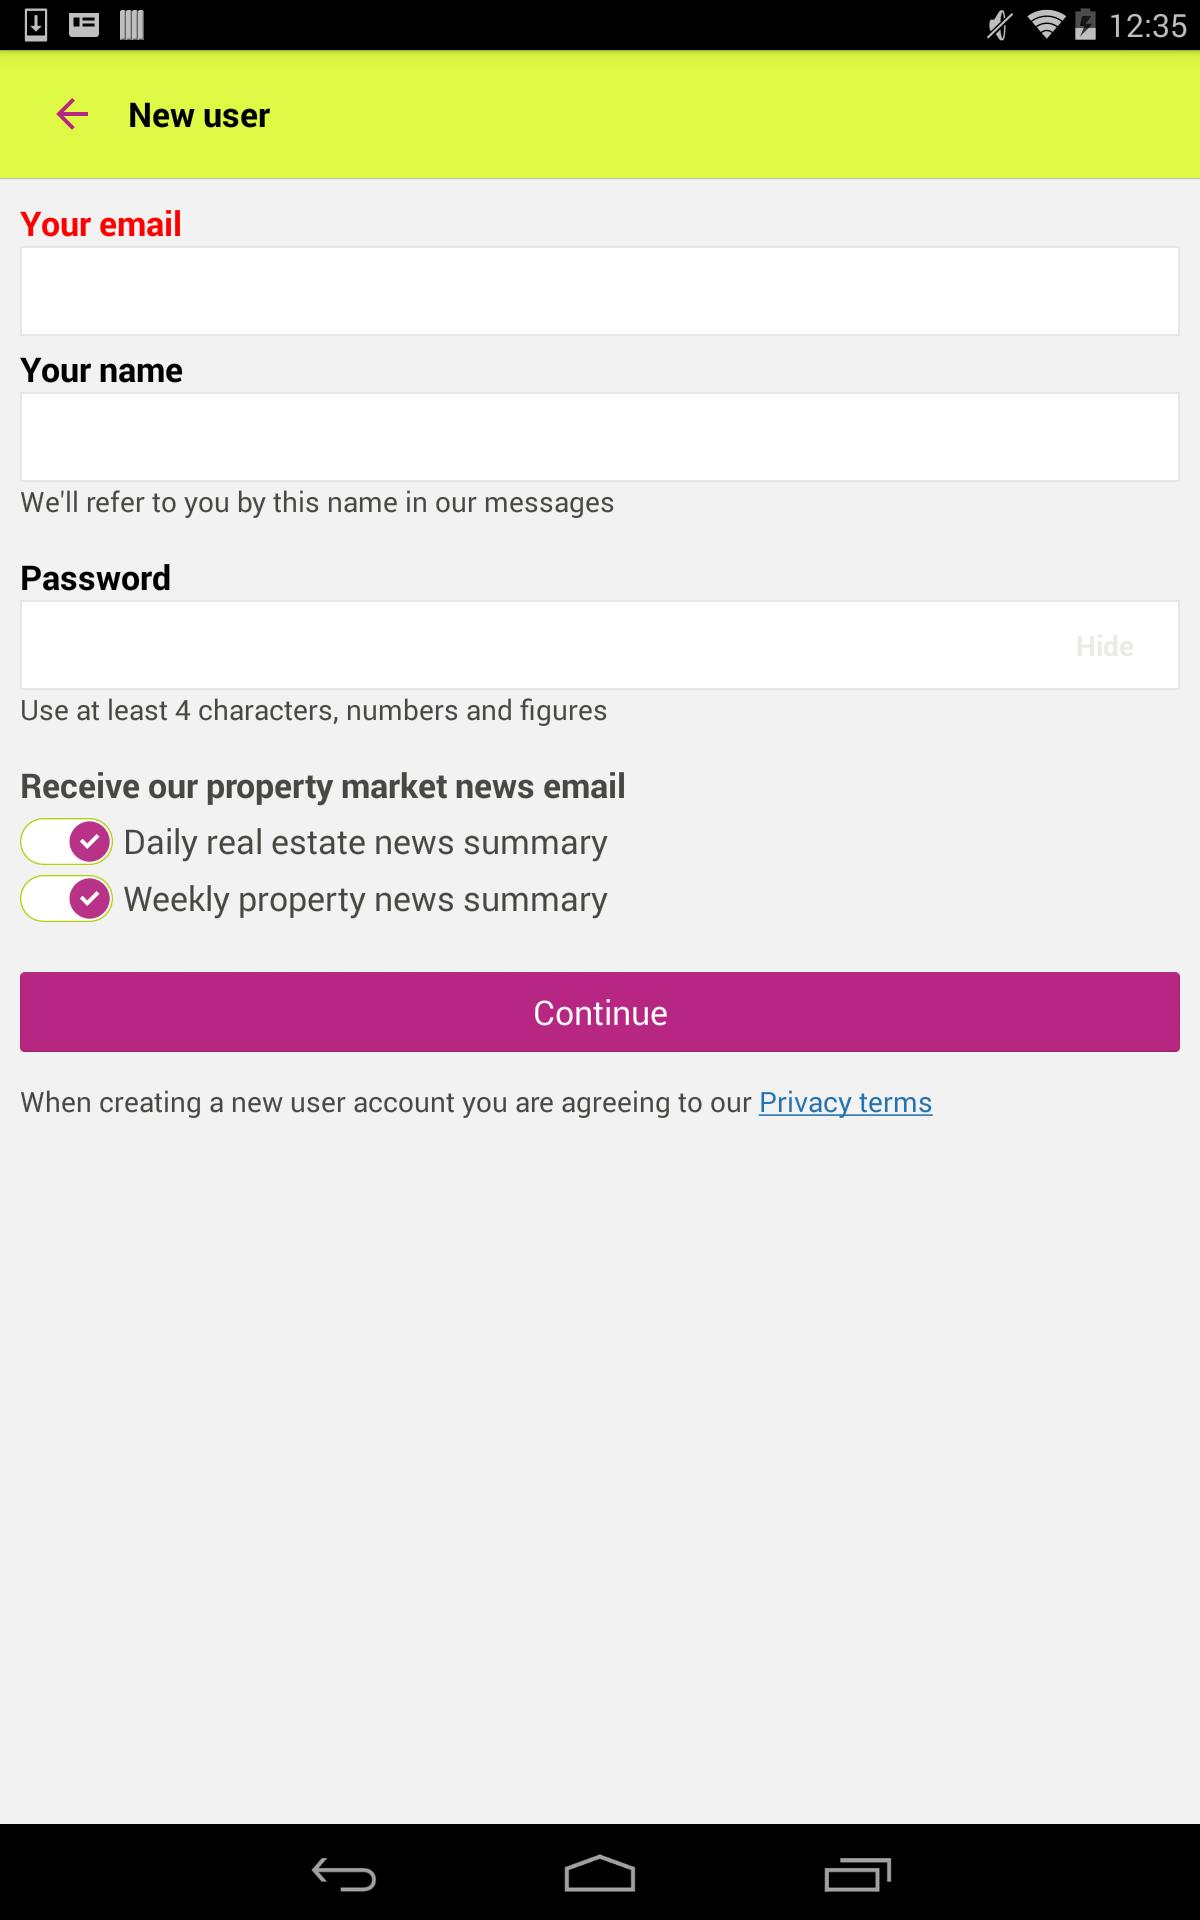 12:35
New user
Your email
Your name
We'll refer to you by this name in our messages
Password
Hide
Use at least 4 characters, numbers and figures
Receive our property market news email
Daily real estate news summary
Weekly property news summary
Continue
When creating a new user account you are agreeing to our Privacy terms